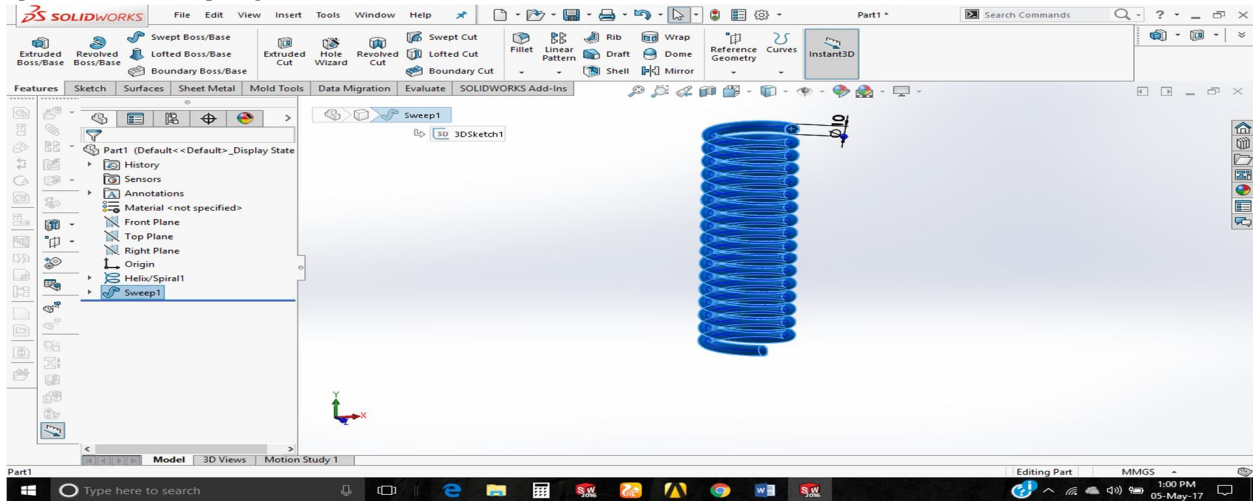 SOLIDWORKS File Edit View Insert Tools Window Help Part1 * Search Commands ?
Extruded Boss/Base Revolved Boss/Base Swept Boss/Base Lofted Boss/Base Boundary Boss/Base Extruded Cut Hole Wizard Revolved Cut Swept Cut Lofted Cut Boundary Cut Fillet Linear Pattern Rib Draft Shell Wrap Dome Mirror Reference Geometry Curves Instant3D
Features Sketch Surfaces Sheet Metal Mold Tools Data Migration Evaluate SOLIDWORKS Add-Ins
Sweep1
3D 3DSketch1
Ø10
Part1 (Default<<Default>_Display State
History
Sensors
Annotations
Material <not specified>
Front Plane
Top Plane
Right Plane
Origin
Helix/Spiral1
Sweep1
Y
X
Z
Model 3D Views Motion Study 1
Part1 Editing Part MMGS
Type here to search 1:00 PM
05-May-17